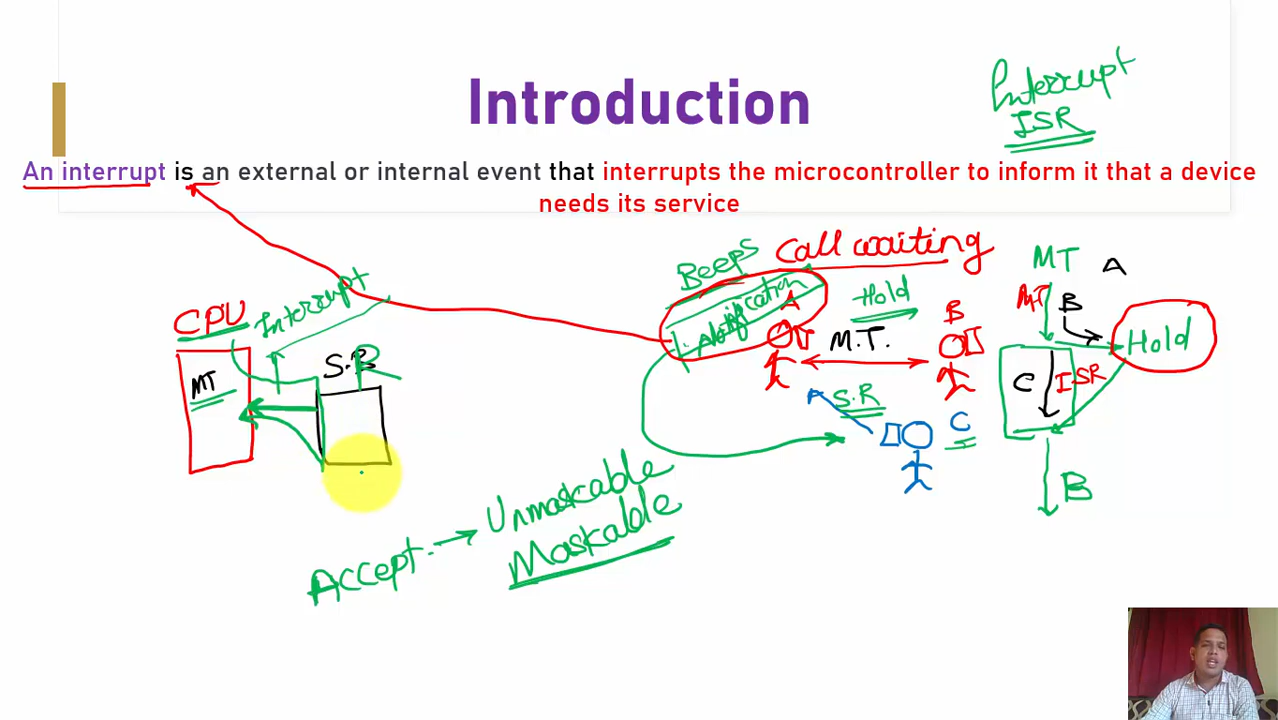 Introduction
Interrupt
ISR
An interrupt is an external or internal event that interrupts the microcontroller to inform it that a device
needs its service
Beeps
Call waiting
MT A
Notification
Hold
A
B
MT
B
Hold
CPU
Interrupt
M.T.
MT
S.B
C ISR
S.R
C
B
Unmaskable
Accept
Maskable